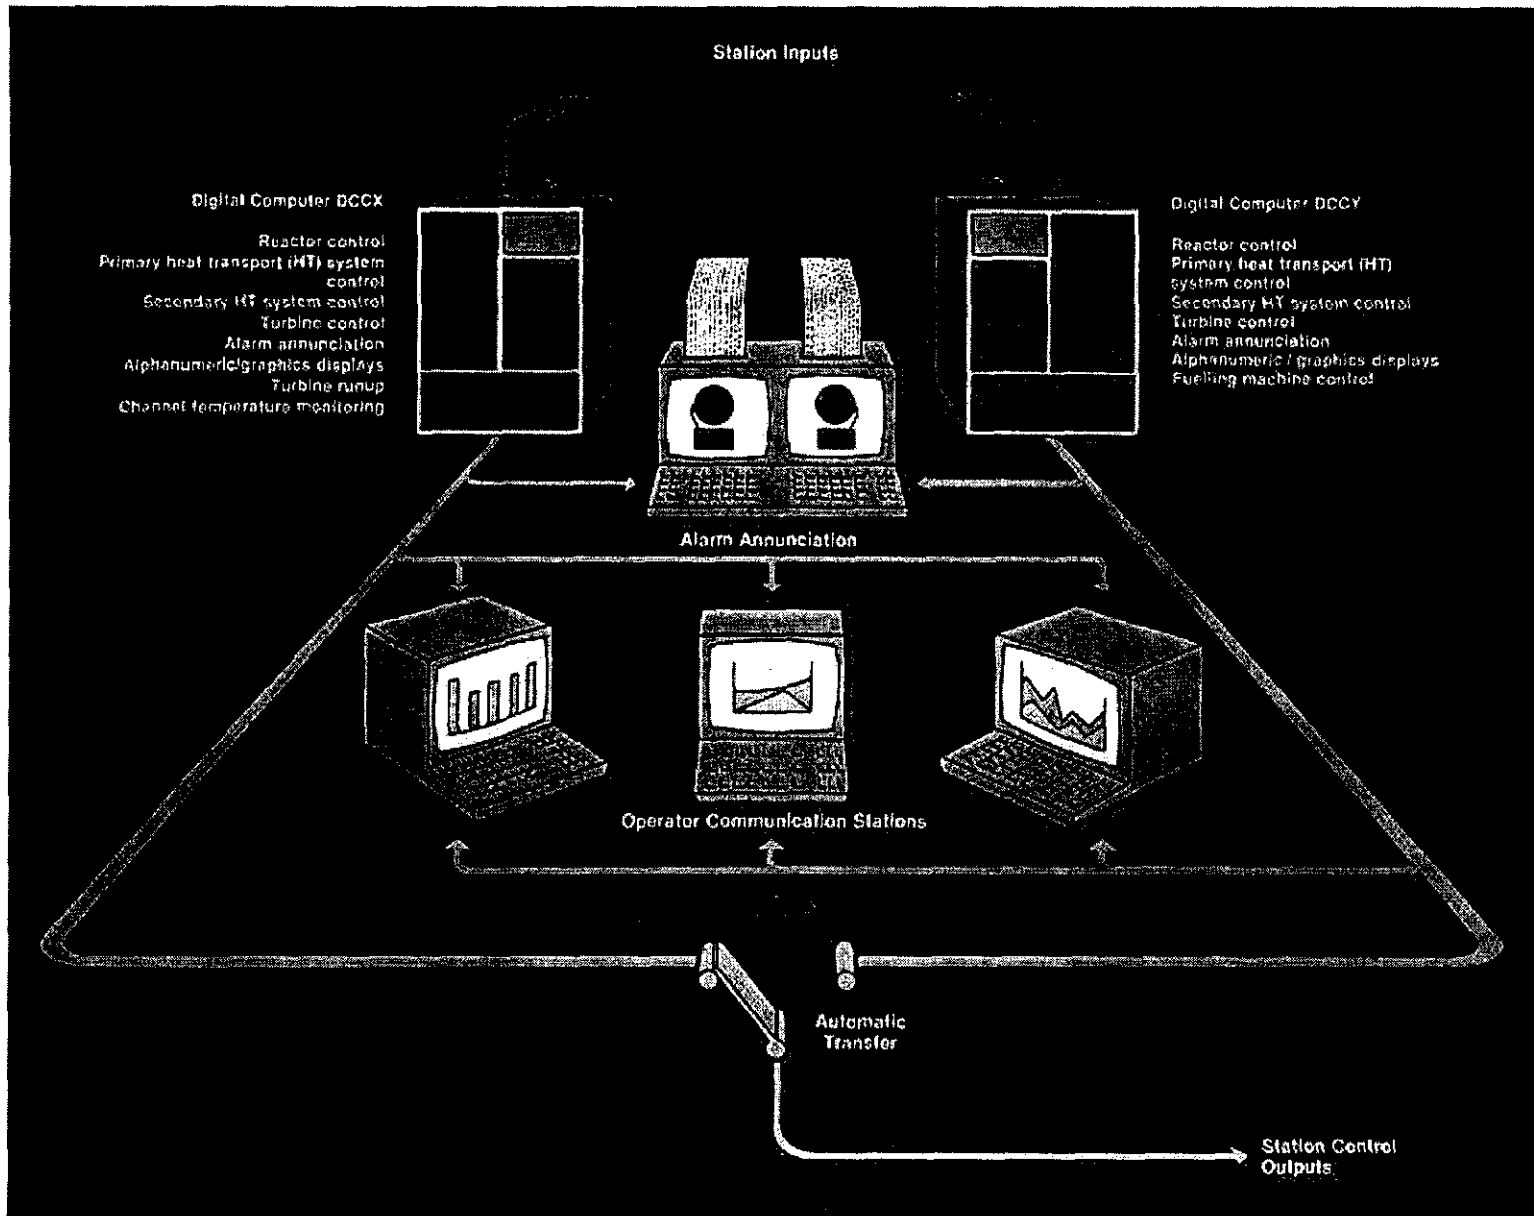 Station Inputs
Digital Computer DCCX
Reactor control
Primary heat transport (HT) system
control
Secondary HT system control
Turbine control
Alarm annunciation
Alphanumeric/graphics displays
Turbine runup
Channel temperature monitoring
Digital Computer DCCY
Reactor control
Primary heat transport (HT)
system control
Secondary HT system control
Turbine control
Alarm annunciation
Alphanumeric / graphics displays
Fuelling machine control
Alarm Annunciation
Operator Communication Stations
Automatic
Transfer
Station Control
Outputs